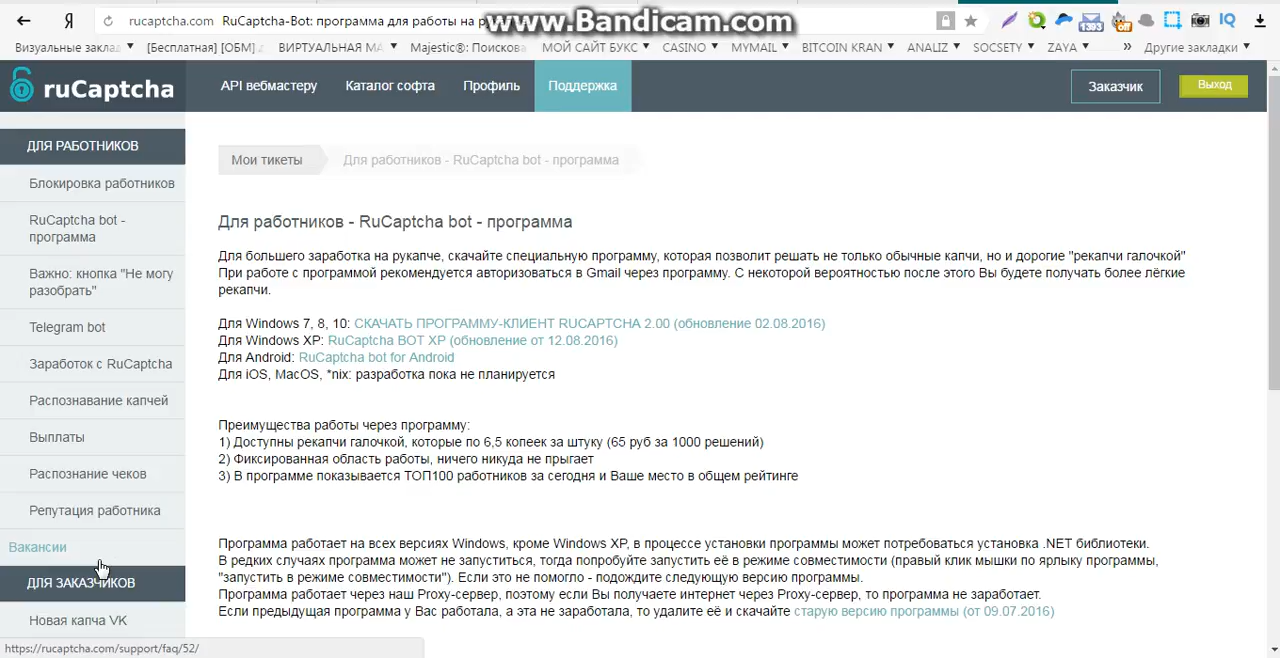 rucaptcha.com RuCaptcha-Bot: программа для работы на р
www.Bandicam.com
Визуальные заклад
[Бесплатная] [ОБМ]
ВИРТУАЛЬНАЯ МА
Majestic®: Поискова
МОЙ САЙТ БУКС
CASINO
MYMAIL
BITCOIN KRAN
ANALIZ
SOCSETY
ZAYA
» Другие закладки
1393
off
IQ
ruCaptcha
API вебмастеру
Каталог софта
Профиль
Поддержка
Заказчик
Выход
ДЛЯ РАБОТНИКОВ
Блокировка работников
RuCaptcha bot -
программа
Важно: кнопка "Не могу
разобрать"
Telegram bot
Заработок с RuCaptcha
Распознавание капчей
Выплаты
Распознание чеков
Репутация работника
Вакансии
ДЛЯ ЗАКАЗЧИКОВ
Новая капча VK
Мои тикеты
Для работников - RuCaptcha bot - программа
Для работников - RuCaptcha bot - программа
Для большего заработка на рукапче, скачайте специальную программу, которая позволит решать не только обычные капчи, но и дорогие "рекапчи галочкой"
При работе с программой рекомендуется авторизоваться в Gmail через программу. С некоторой вероятностью после этого Вы будете получать более лёгкие
рекапчи.
Для Windows 7, 8, 10: СКАЧАТЬ ПРОГРАММУ-КЛИЕНТ RUCAPTCHA 2.00 (обновление 02.08.2016)
Для Windows XP: RuCaptcha BOT XP (обновление от 12.08.2016)
Для Android: RuCaptcha bot for Android
Для iOS, MacOS, *nix: разработка пока не планируется
Преимущества работы через программу:
1) Доступны рекапчи галочкой, которые по 6,5 копеек за штуку (65 руб за 1000 решений)
2) Фиксированная область работы, ничего никуда не прыгает
3) В программе показывается ТОП100 работников за сегодня и Ваше место в общем рейтинге
Программа работает на всех версиях Windows, кроме Windows XP, в процессе установки программы может потребоваться установка .NET библиотеки.
В редких случаях программа может не запуститься, тогда попробуйте запустить её в режиме совместимости (правый клик мышки по ярлыку программы,
"запустить в режиме совместимости"). Если это не помогло - подождите следующую версию программы.
Программа работает через наш Proxy-сервер, поэтому если Вы получаете интернет через Proxy-сервер, то программа не заработает.
Если предыдущая программа у Вас работала, а эта не заработала, то удалите её и скачайте старую версию программы (от 09.07.2016)
https://rucaptcha.com/support/faq/52/